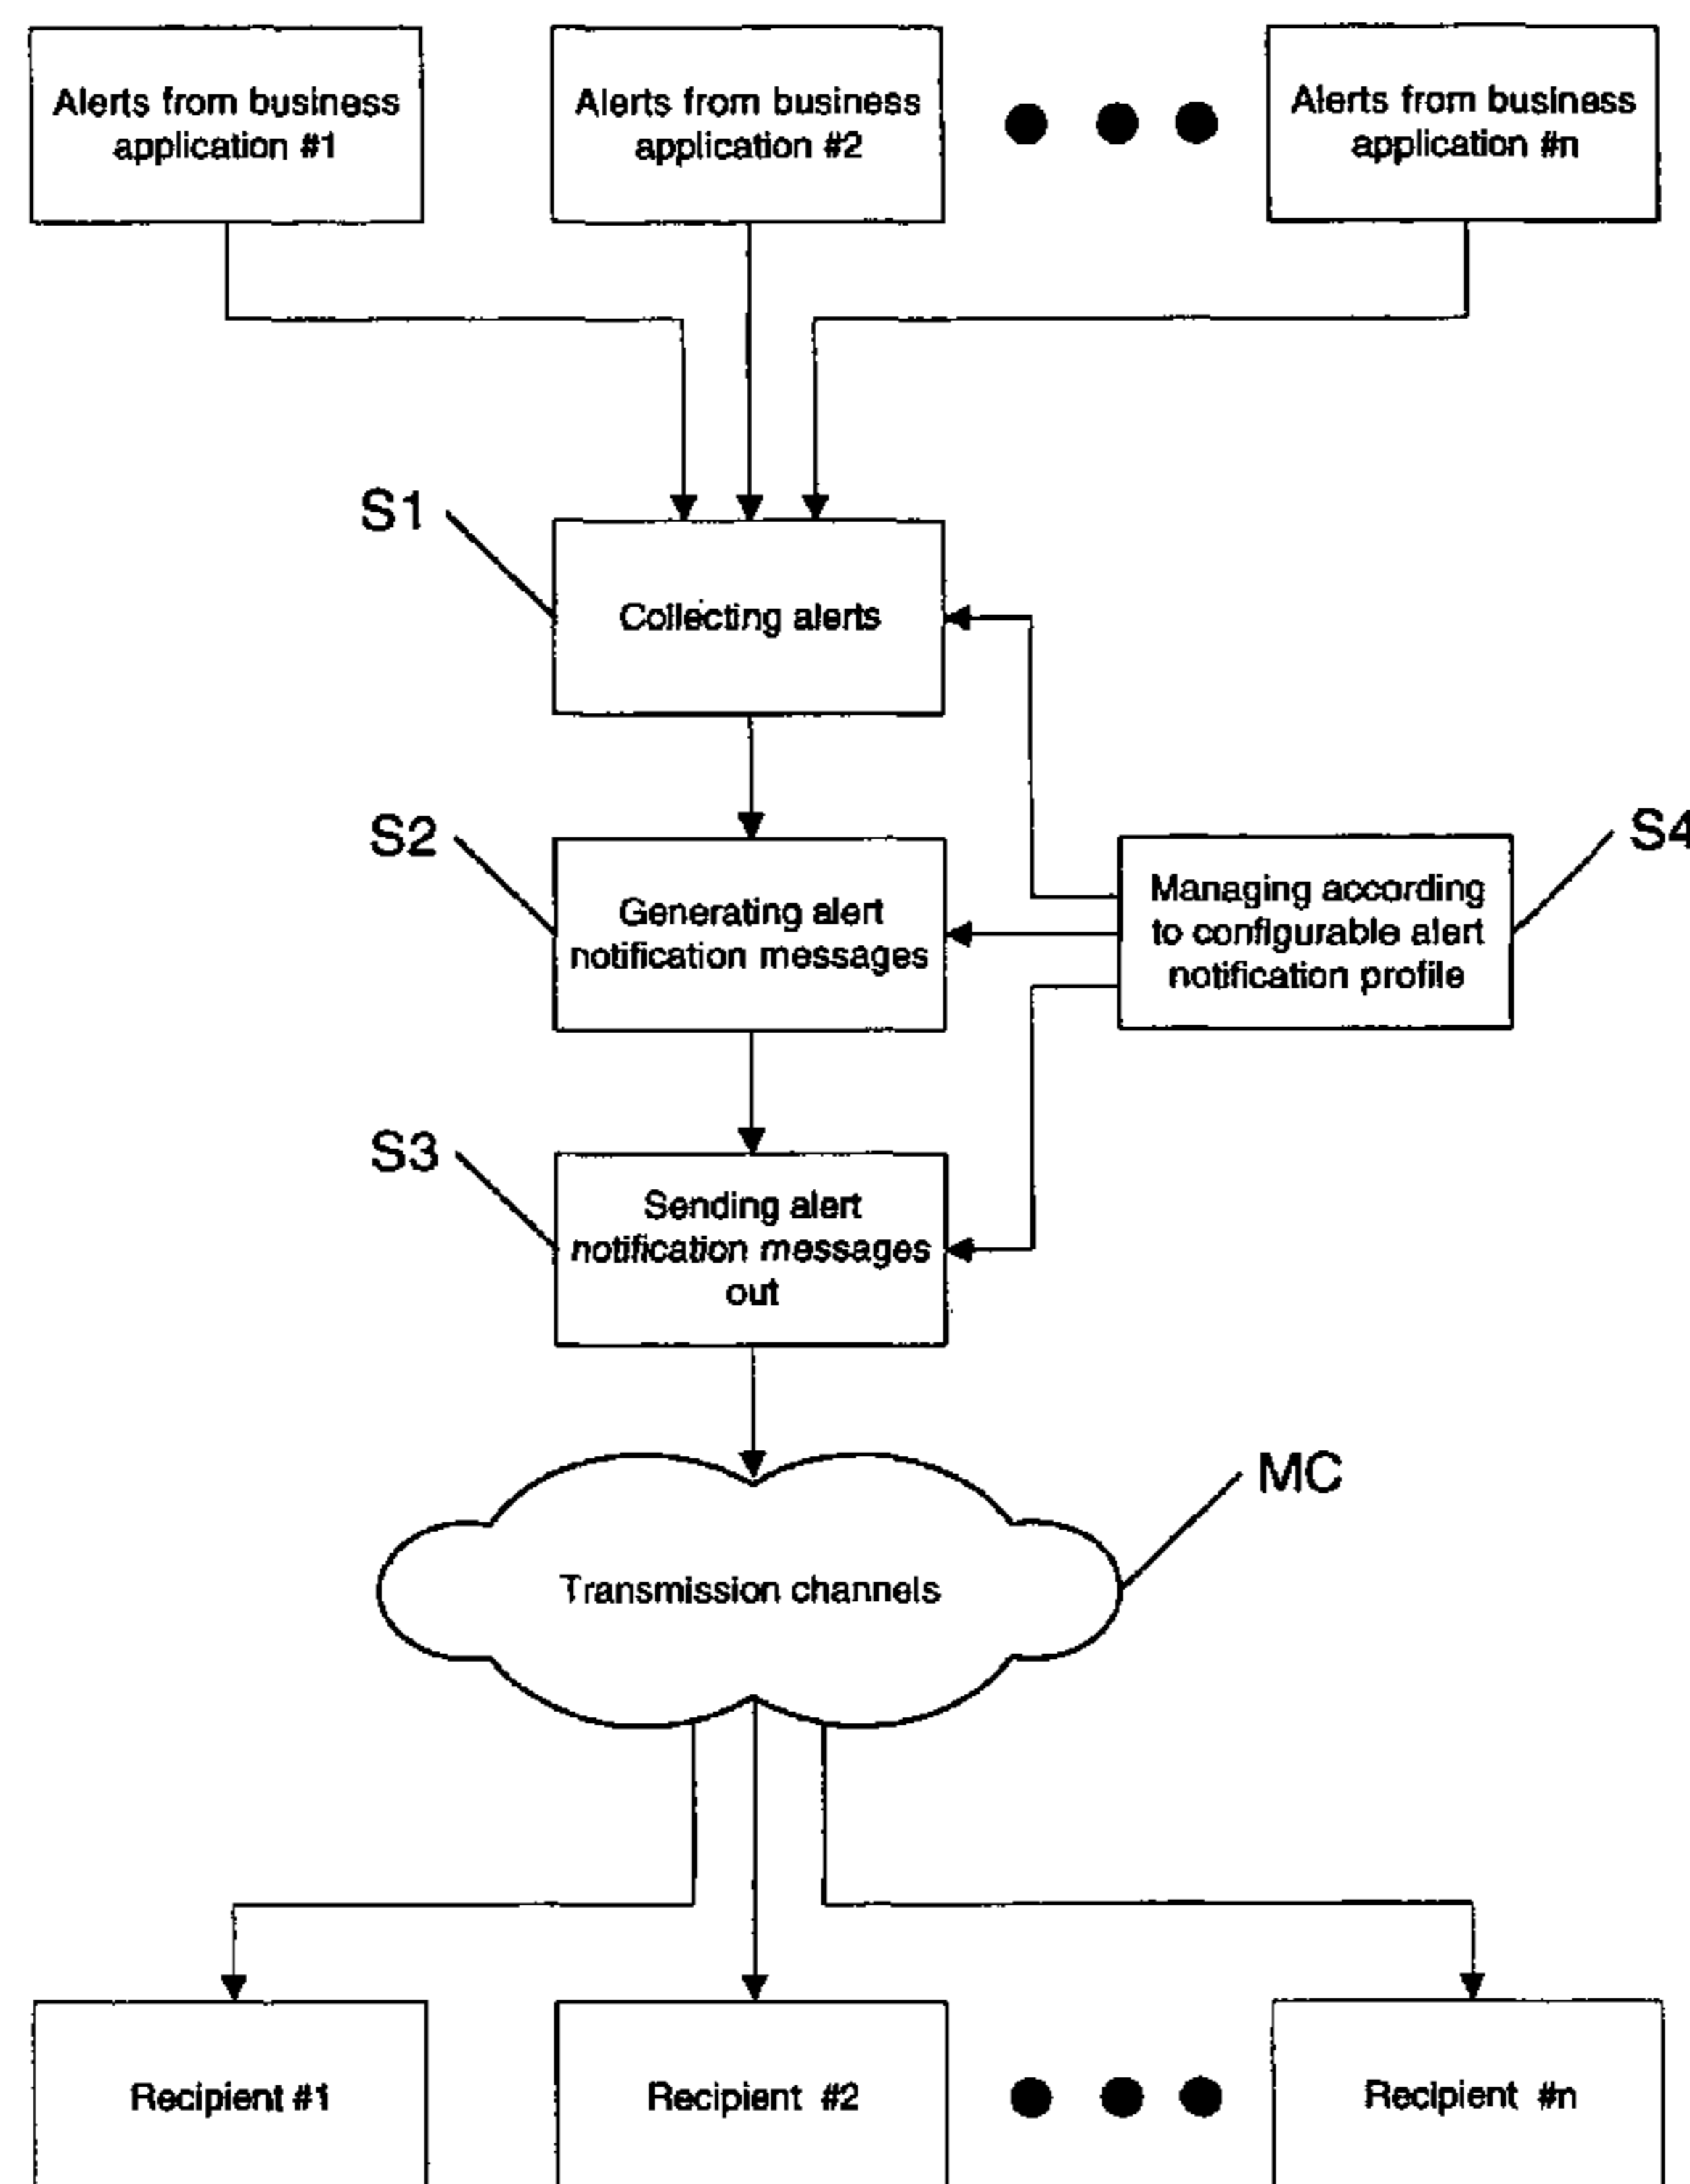 Alerts from business
application #1
Alerts from business
application #2
Alerts from business
application #n
S1
Collecting alerts
S2
Generating alert
notification messages
S4
Managing according
to configurable alert
notification profile
S3
Sending alert
notification messages
out
MC
Transmission channels
Recipient #1
Recipient #2
Recipient #n